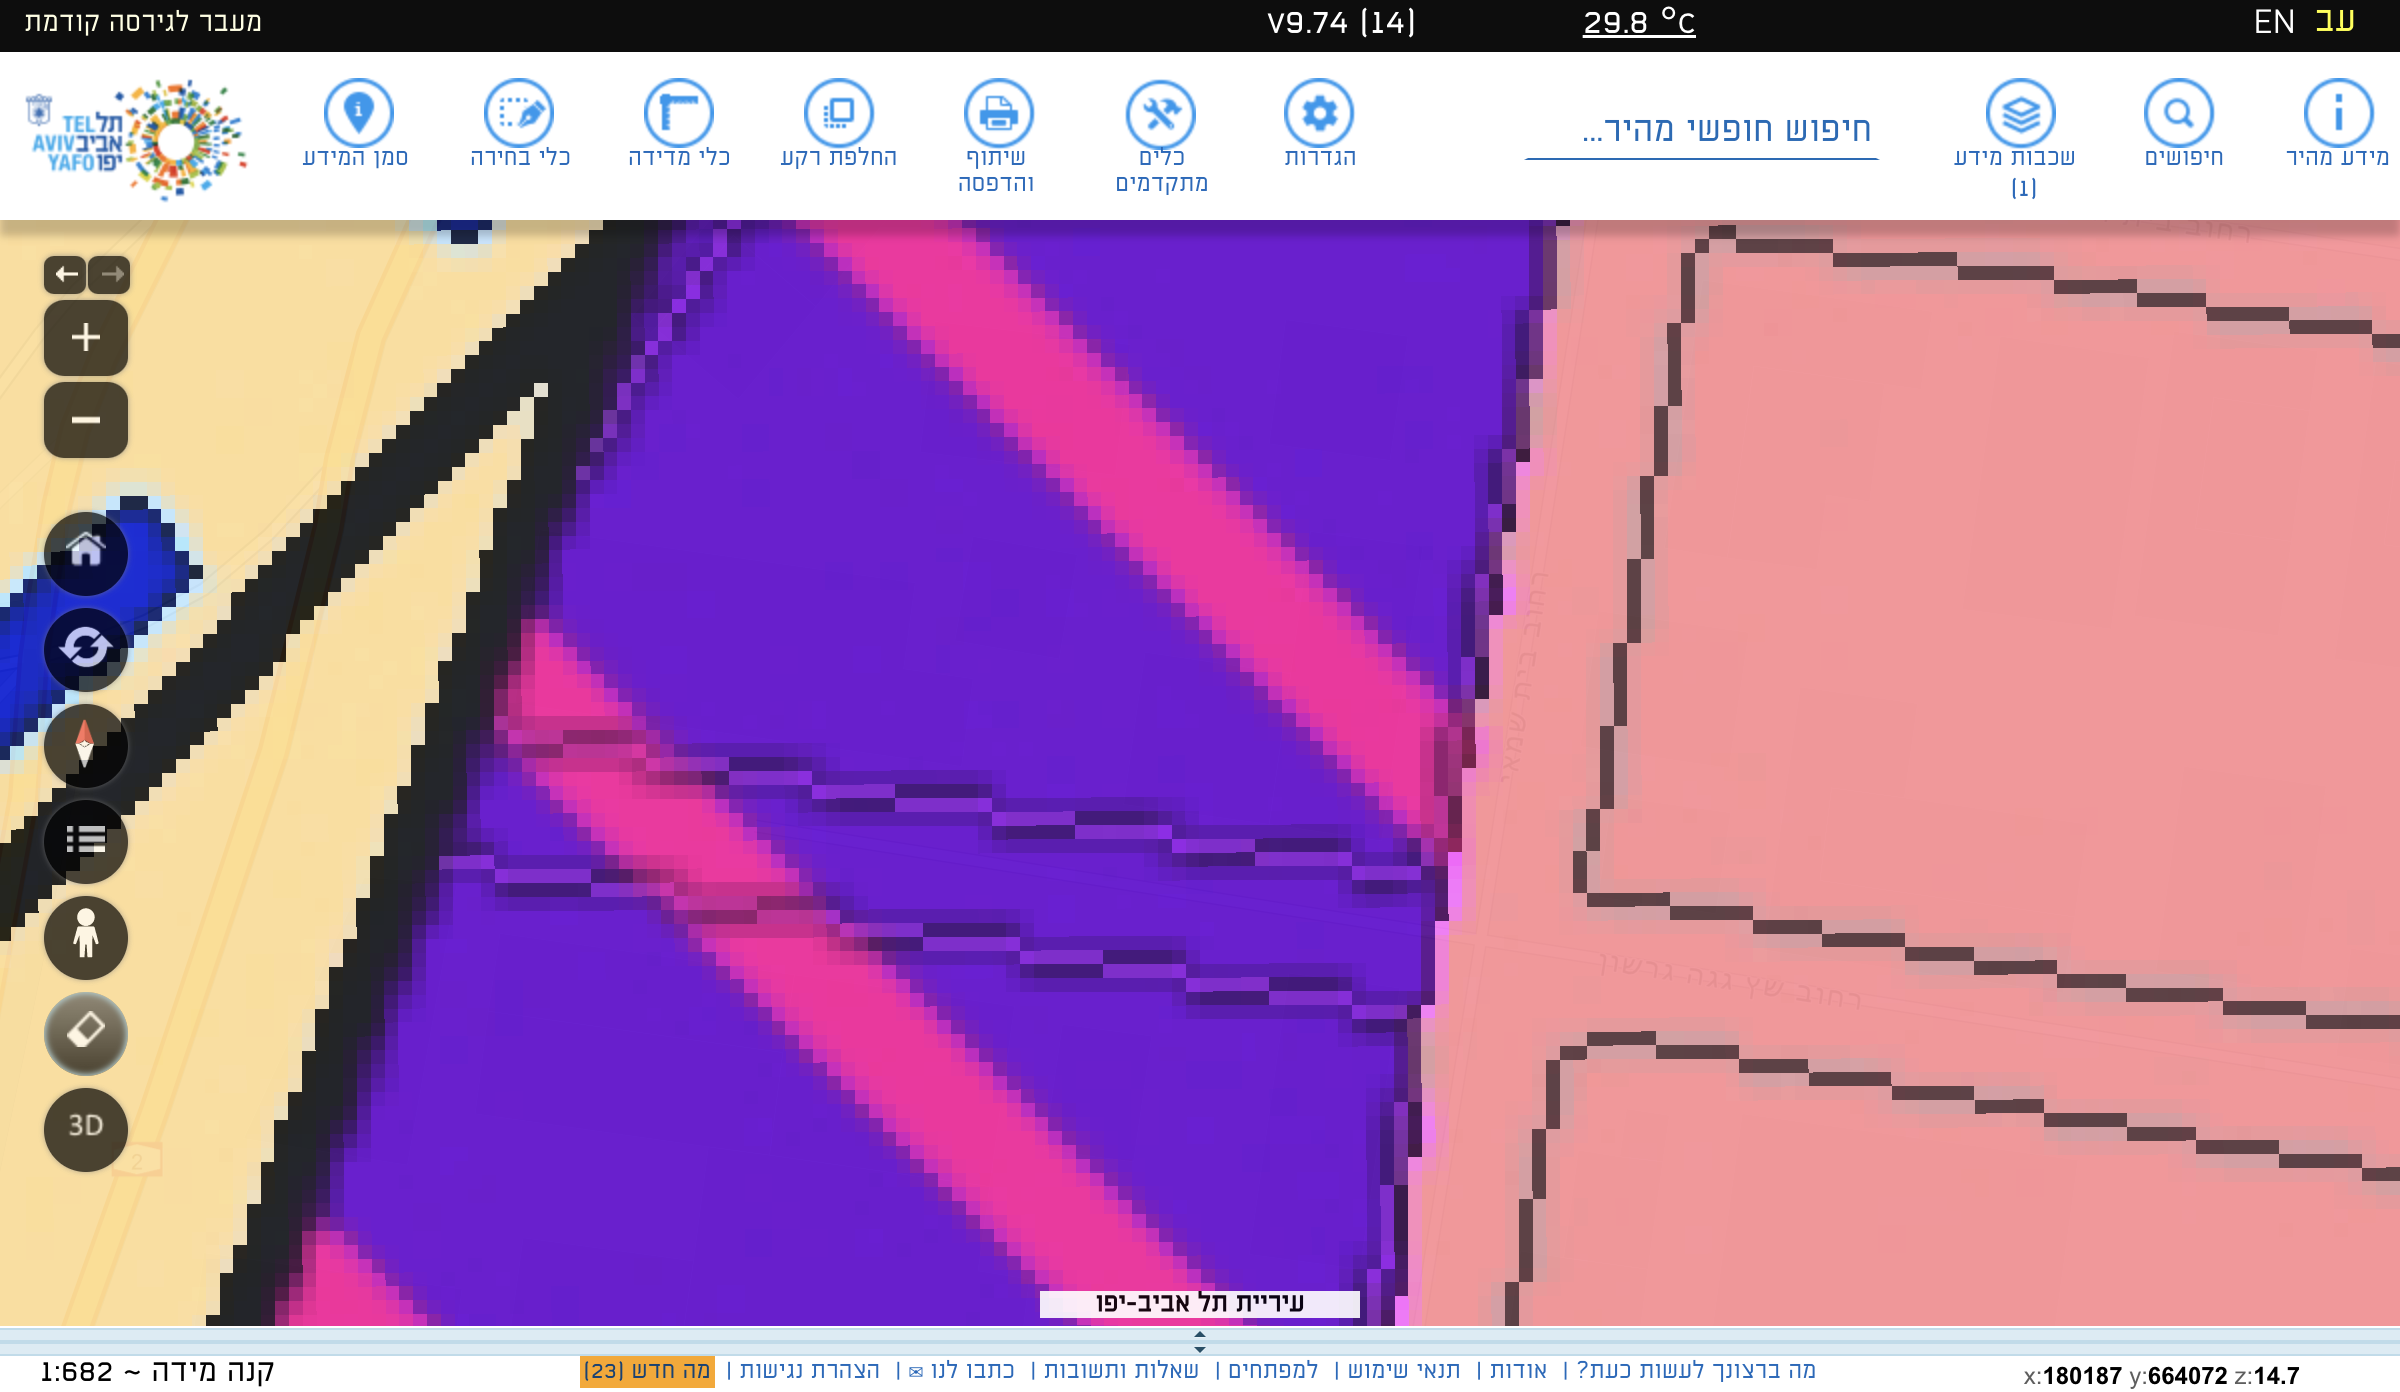 עב EN
29.8 °C
V9.74 (14)
מעבר לגירסה קודמת
מידע מהיר
חיפושים
שכבות מידע
(1)
חיפוש חופשי מהיר...
הגדרות
כלים
מתקדמים
שיתוף
והדפסה
החלפת רקע
כלי מדידה
כלי בחירה
סמן המידע
תל
אביב
יפו
TEL
AVIV
YAFO
רחוב בית שמאי
רחוב שץ גגה גרשון
3D
2
עיריית תל אביב-יפו
x:180187 y:664072 z:14.7
מה ברצונך לעשות כעת? | אודות | תנאי שימוש | למפתחים | שאלות ותשובות | כתבו לנו ✉ | הצהרת נגישות | מה חדש (23)
קנה מידה ~ 1:682